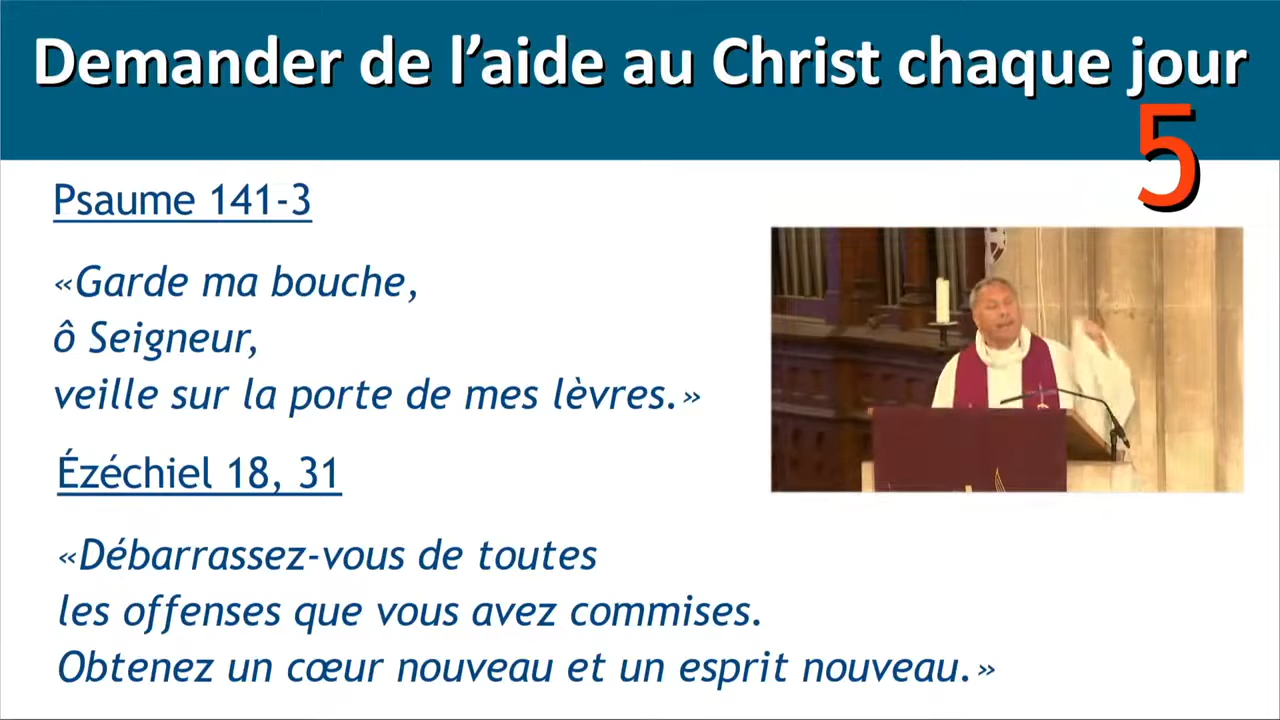 Demander de l’aide au Christ chaque jour
5
Psaume 141-3
«Garde ma bouche,
ô Seigneur,
veille sur la porte de mes lèvres.»
Ézéchiel 18, 31
«Débarrassez-vous de toutes
les offenses que vous avez commises.
Obtenez un cœur nouveau et un esprit nouveau.»